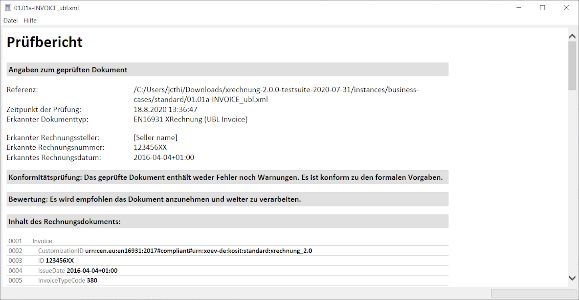 01.01a-INVOICE_ubl.xml
Datei Hilfe
Prüfbericht
Angaben zum geprüften Dokument
Referenz: /C:/Users/jcthi/Downloads/xrechnung-2.0.0-testsuite-2020-07-31/instances/business-
cases/standard/01.01a-INVOICE_ubl.xml
Zeitpunkt der Prüfung: 18.8.2020 13:36:47
Erkannter Dokumenttyp: EN16931 XRechnung (UBL Invoice)
Erkannter Rechnungssteller: [Seller name]
Erkannte Rechnungsnummer: 123456XX
Erkanntes Rechnungsdatum: 2016-04-04+01:00
Konformitätsprüfung: Das geprüfte Dokument enthält weder Fehler noch Warnungen. Es ist konform zu den formalen Vorgaben.
Bewertung: Es wird empfohlen das Dokument anzunehmen und weiter zu verarbeiten.
Inhalt des Rechnungsdokuments:
0001 Invoice
0002 CustomizationID urn:cen.eu:en16931:2017#compliant#urn:xoev-de:kosit:standard:xrechnung_2.0
0003 ID 123456XX
0004 IssueDate 2016-04-04+01:00
0005 InvoiceTypeCode 380